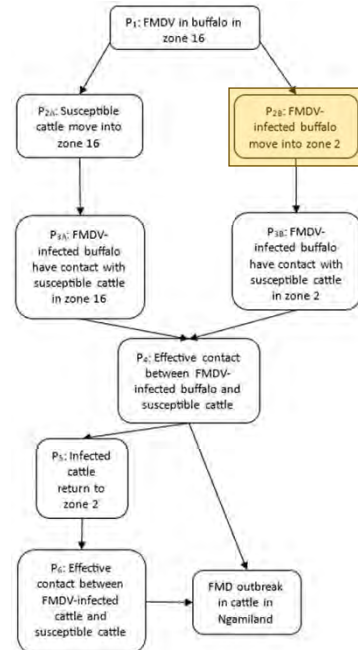 P₁: FMDV in buffalo in
zone 16
P₂ₐ: Susceptible
cattle move into
zone 16
P₂B: FMDV-
infected buffalo
move into zone 2
P₃ₐ: FMDV-
infected buffalo
have contact with
susceptible cattle
in zone 16
P₃B: FMDV-
infected buffalo
have contact with
susceptible cattle
in zone 2
P₄: Effective contact
between FMDV-
infected buffalo and
susceptible cattle
P₅: Infected
cattle
return to
zone 2
P₆: Effective
contact between
FMDV-infected
cattle and
susceptible cattle
FMD outbreak
in cattle in
Ngamiland